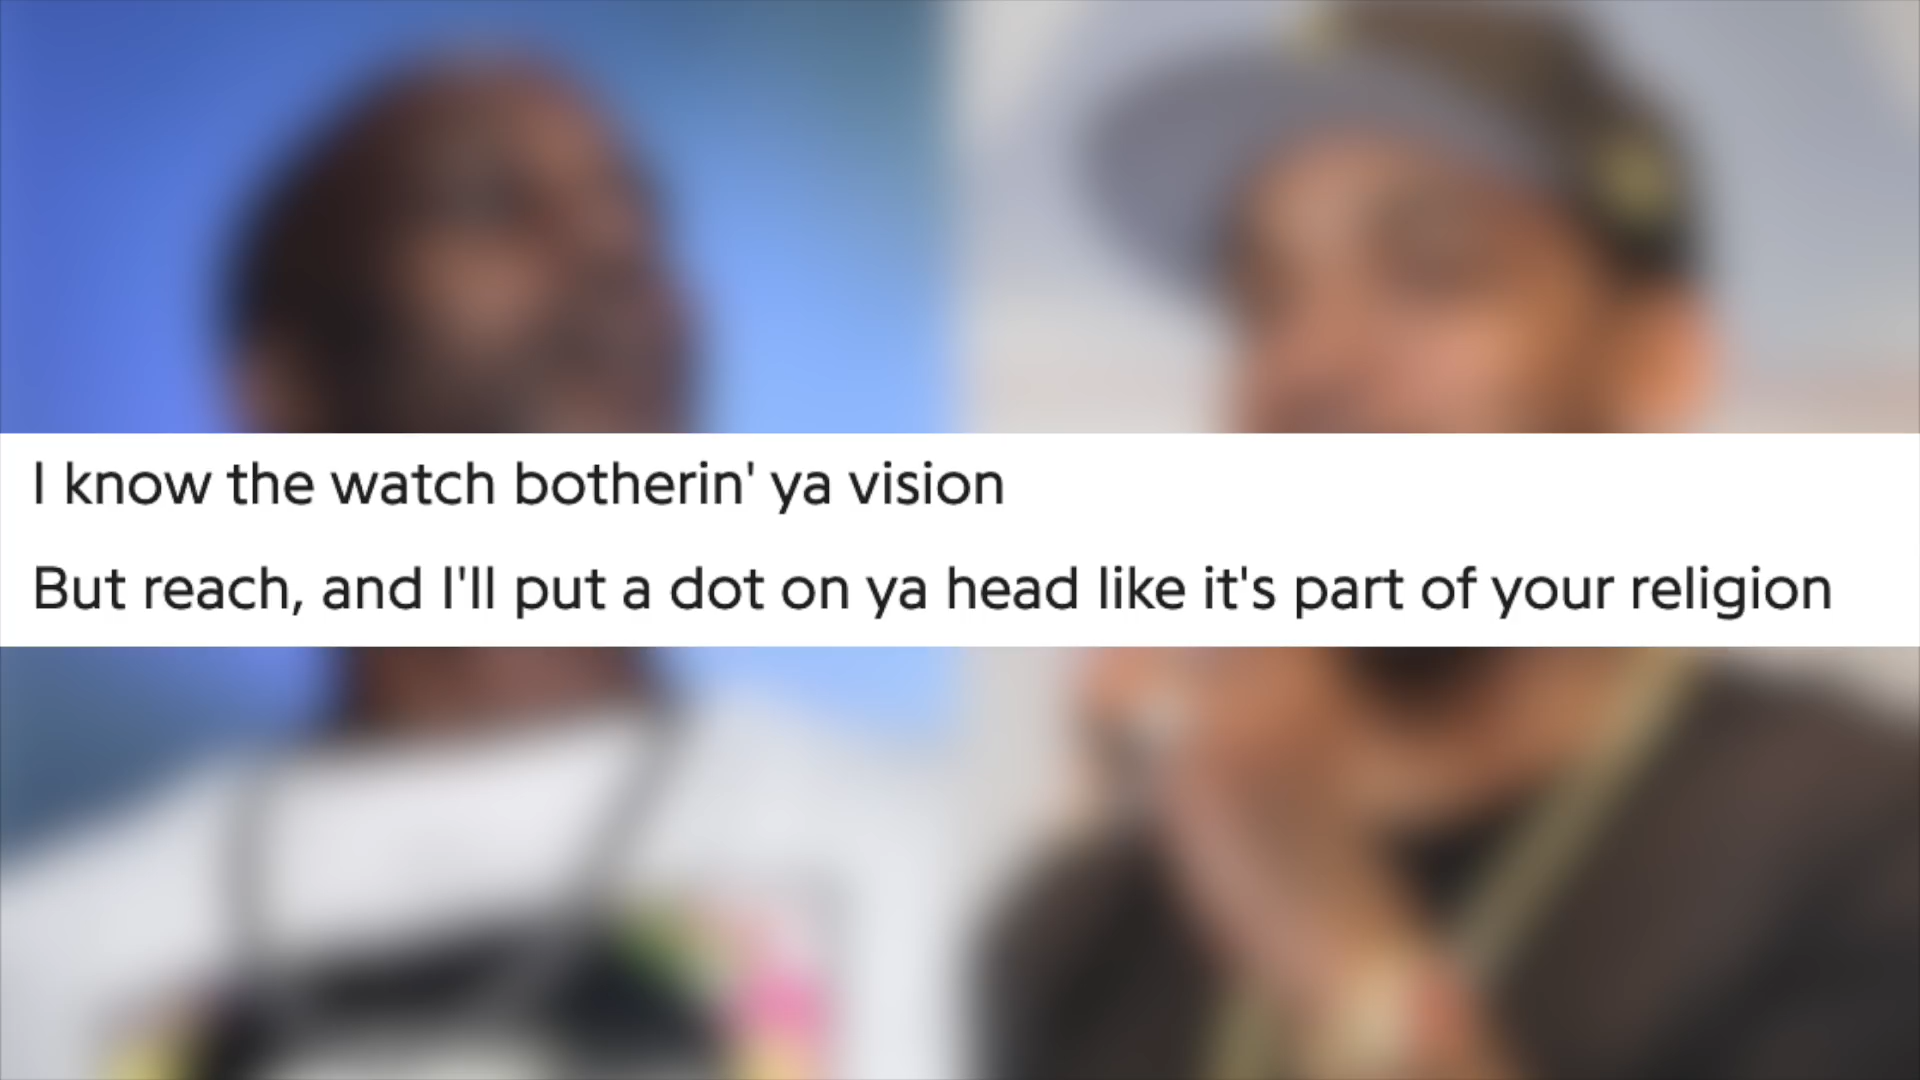 I know the watch botherin' ya vision
But reach, and I'll put a dot on ya head like it's part of your religion